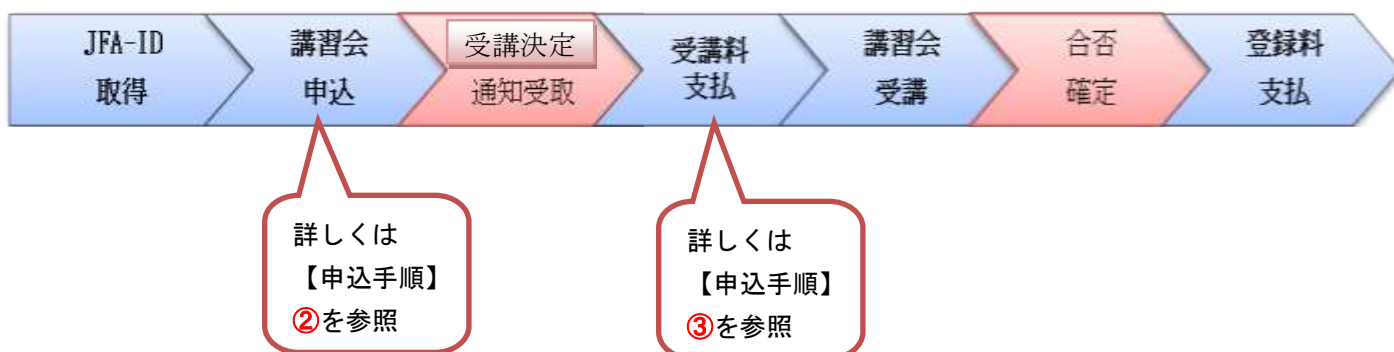 JFA-ID
取得
講習会
申込
受講決定
通知受取
受講料
支払
講習会
受講
合否
確定
登録料
支払
詳しくは
【申込手順】
②を参照
詳しくは
【申込手順】
③を参照